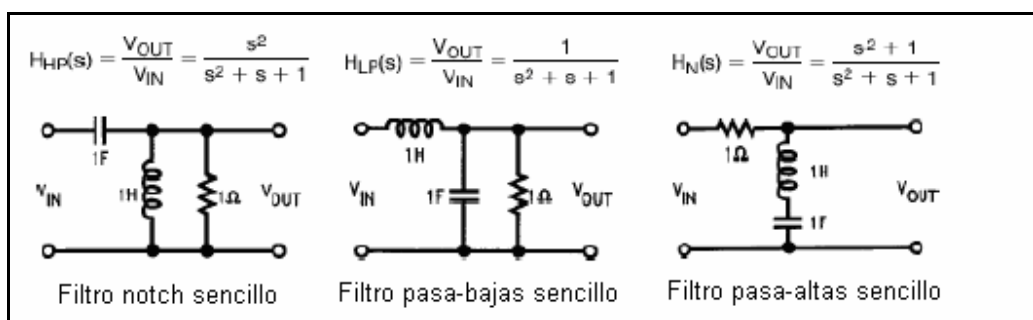 H_HP(s) = V_OUT / V_IN = s² / (s² + s + 1)
1F
1H
1Ω
V_IN
V_OUT
Filtro notch sencillo
H_LP(s) = V_OUT / V_IN = 1 / (s² + s + 1)
1H
1F
1Ω
V_IN
V_OUT
Filtro pasa-bajas sencillo
H_N(s) = V_OUT / V_IN = (s² + 1) / (s² + s + 1)
1Ω
1H
1F
V_IN
V_OUT
Filtro pasa-altas sencillo